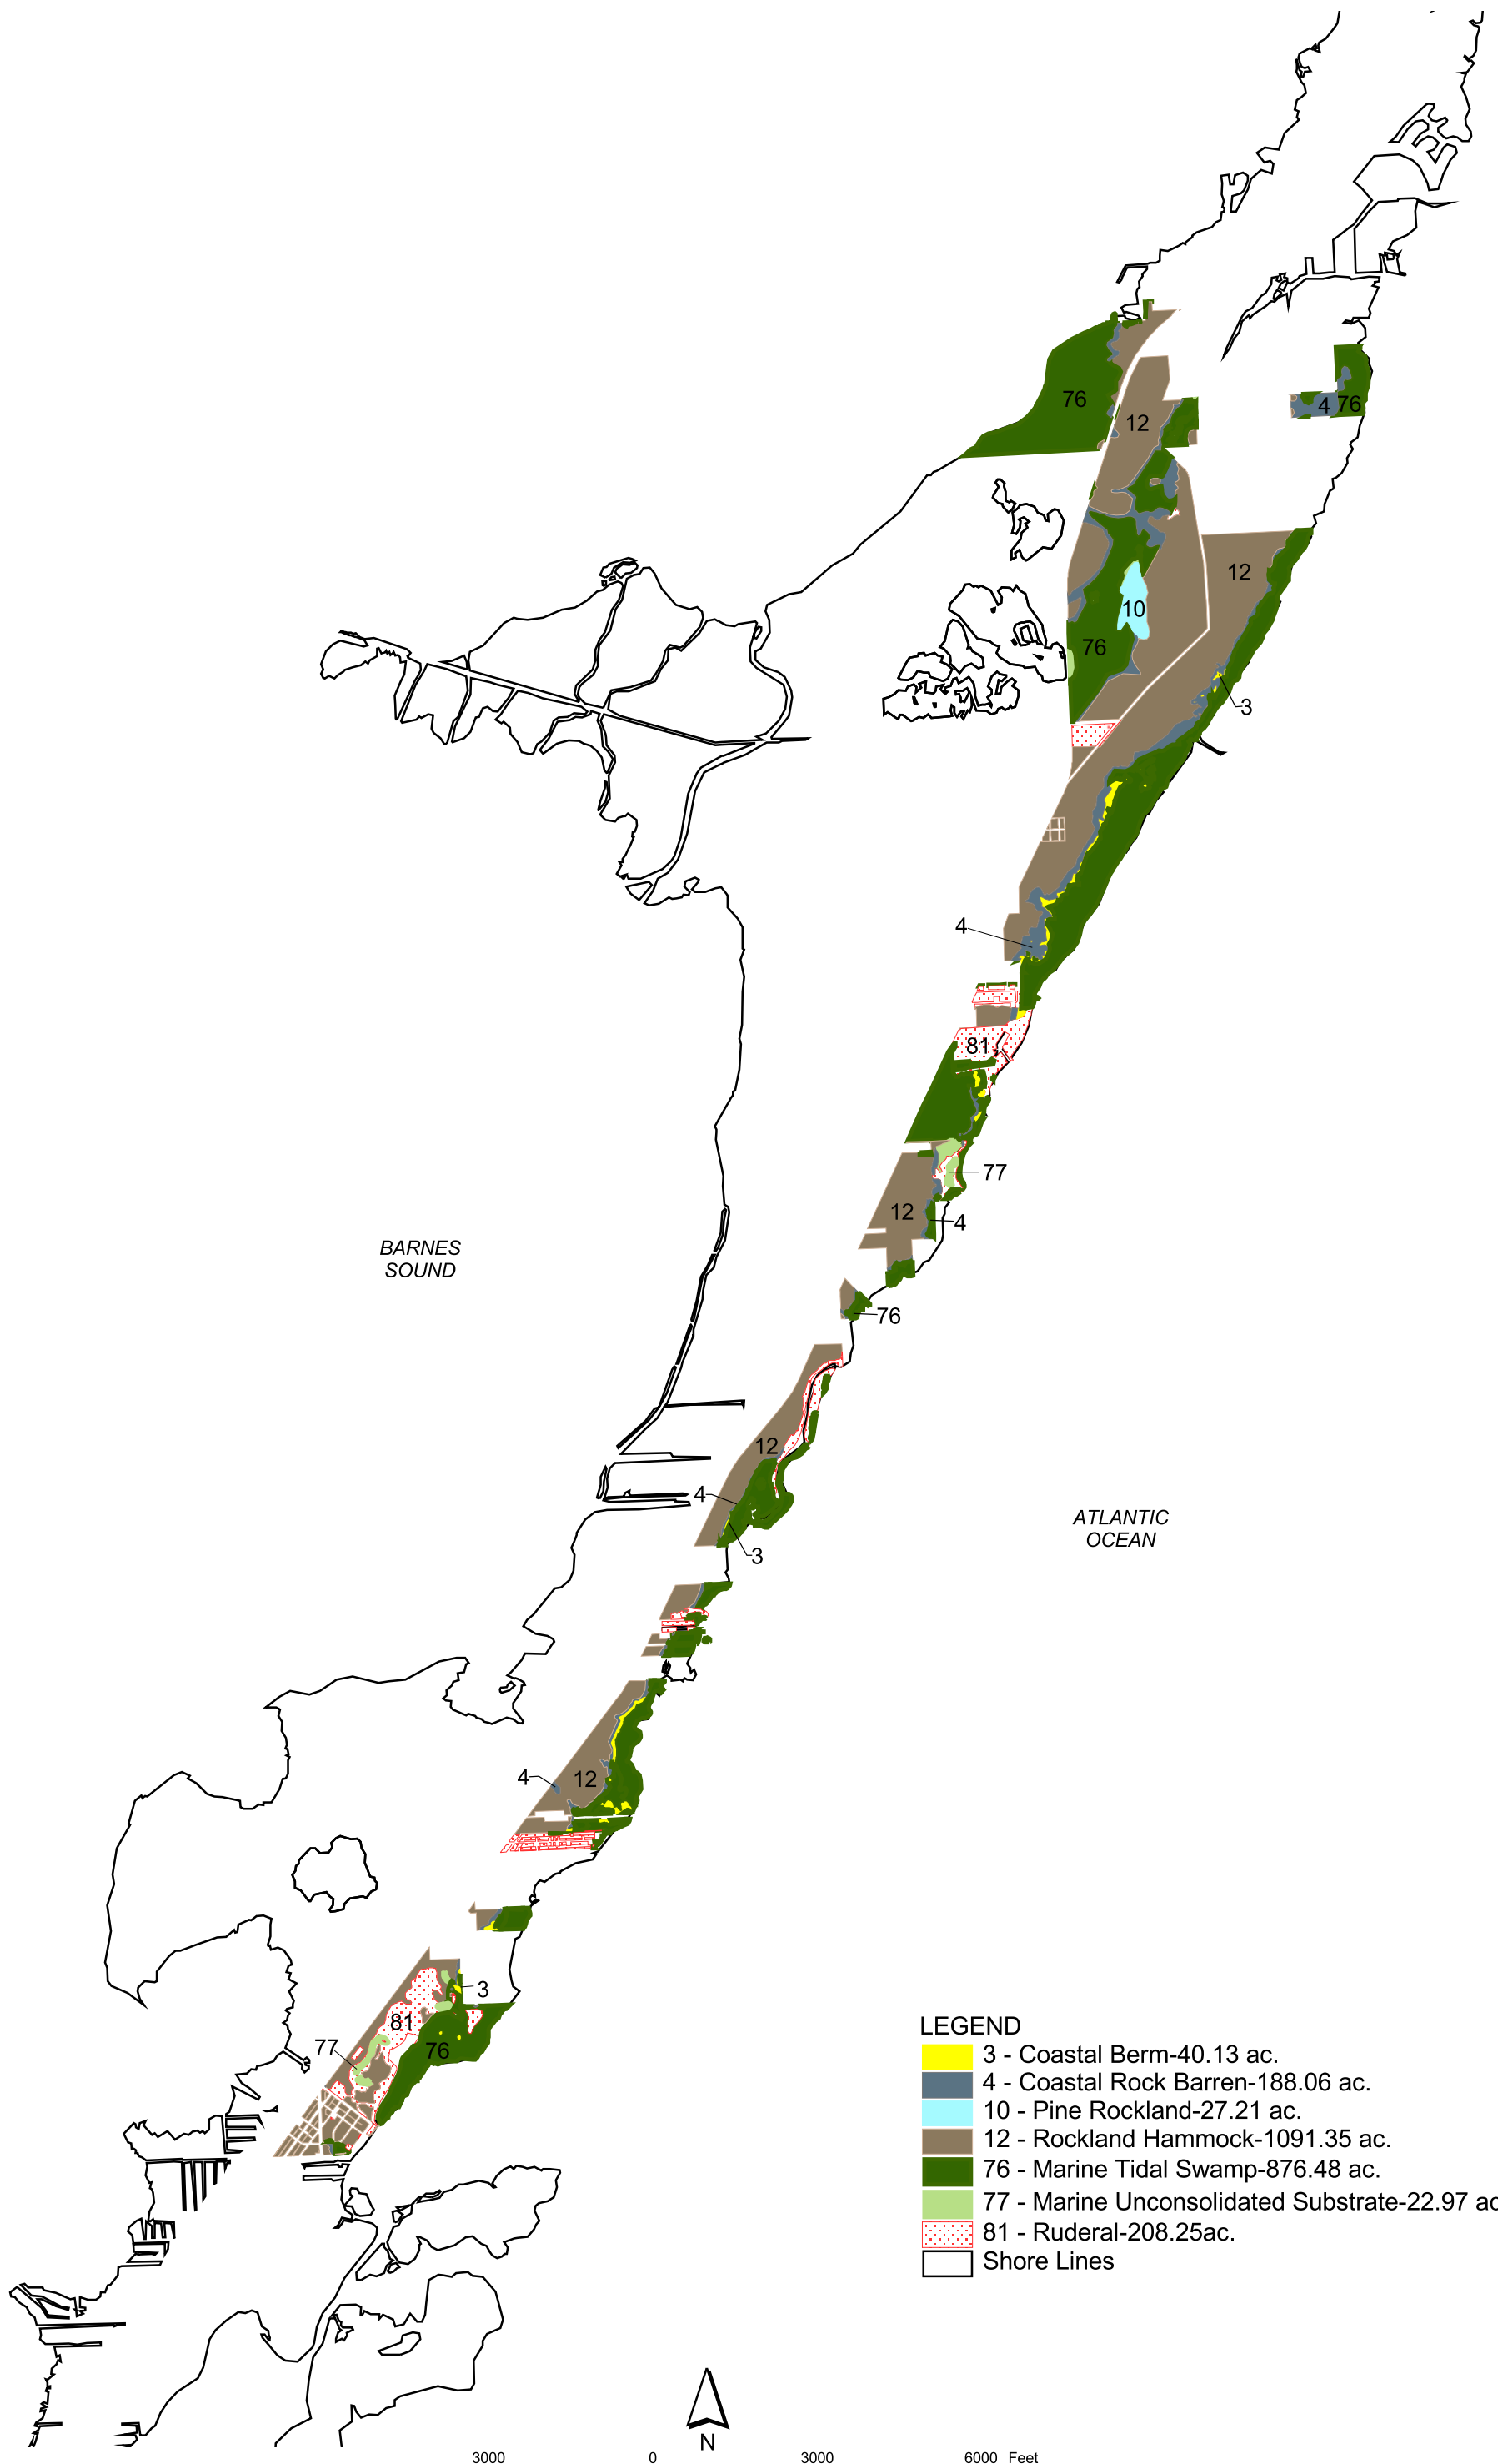 76
12
4 76
12
10
76
3
4
81
77
12
4
BARNES
SOUND
76
12
4
ATLANTIC
OCEAN
3
4
12
3
81
77
76
LEGEND
3 - Coastal Berm-40.13 ac.
4 - Coastal Rock Barren-188.06 ac.
10 - Pine Rockland-27.21 ac.
12 - Rockland Hammock-1091.35 ac.
76 - Marine Tidal Swamp-876.48 ac.
77 - Marine Unconsolidated Substrate-22.97 ac
81 - Ruderal-208.25ac.
Shore Lines
N
3000 0 3000 6000 Feet